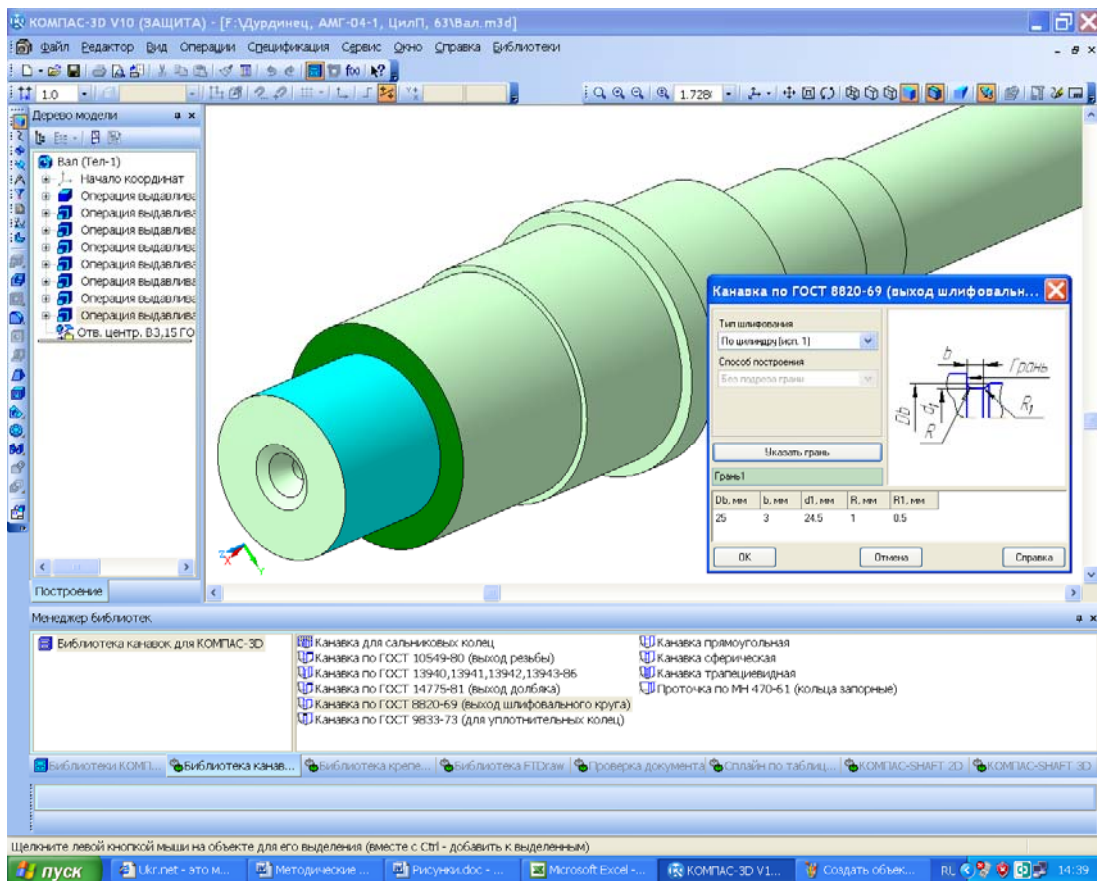 КОМПАС-3D V10 (ЗАЩИТА) - [F:\Дурдинец, АМГ-04-1, ЦилП, 63\Вал.m3d]
Файл Редактор Вид Операции Спецификация Сервис Окно Справка Библиотеки
1.0
1.728
Дерево модели
Вал (Тел-1)
Начало координат
Операция выдавлива
Операция выдавлива
Операция выдавлива
Операция выдавлива
Операция выдавлива
Операция выдавлива
Операция выдавлива
Операция выдавлива
Отв. центр. В3,15 ГО
Построение
Z
X
Y
Канавка по ГОСТ 8820-69 (выход шлифовальн...
Тип шлифования
По цилиндру (исп. 1)
Способ построения
Без подреза грани
Указать грань
Грань1
b
Грань
Db
d1
R
R1
Db, мм b, мм d1, мм R, мм R1, мм
25 3 24.5 1 0.5
OK Отмена Справка
Менеджер библиотек
Библиотека канавок для КОМПАС-3D
Канавка для сальниковых колец
Канавка по ГОСТ 10549-80 (выход резьбы)
Канавка по ГОСТ 13940,13941,13942,13943-86
Канавка по ГОСТ 14775-81 (выход долбяка)
Канавка по ГОСТ 8820-69 (выход шлифовального круга)
Канавка по ГОСТ 9833-73 (для уплотнительных колец)
Канавка прямоугольная
Канавка сферическая
Канавка трапециевидная
Проточка по МН 470-61 (кольца запорные)
Библиотеки КОМП... Библиотека канав... Библиотека крепе... Библиотека FTDraw Проверка документа Сплайн по таблиц... КОМПАС-SHAFT 2D КОМПАС-SHAFT 3D
Щелкните левой кнопкой мыши на объекте для его выделения (вместе с Ctrl - добавить к выделенным)
пуск Ukr.net - это м... Методические ... Рисунки.doc - ... Microsoft Excel -... КОМПАС-3D V1... Создать объек... RU 14:39